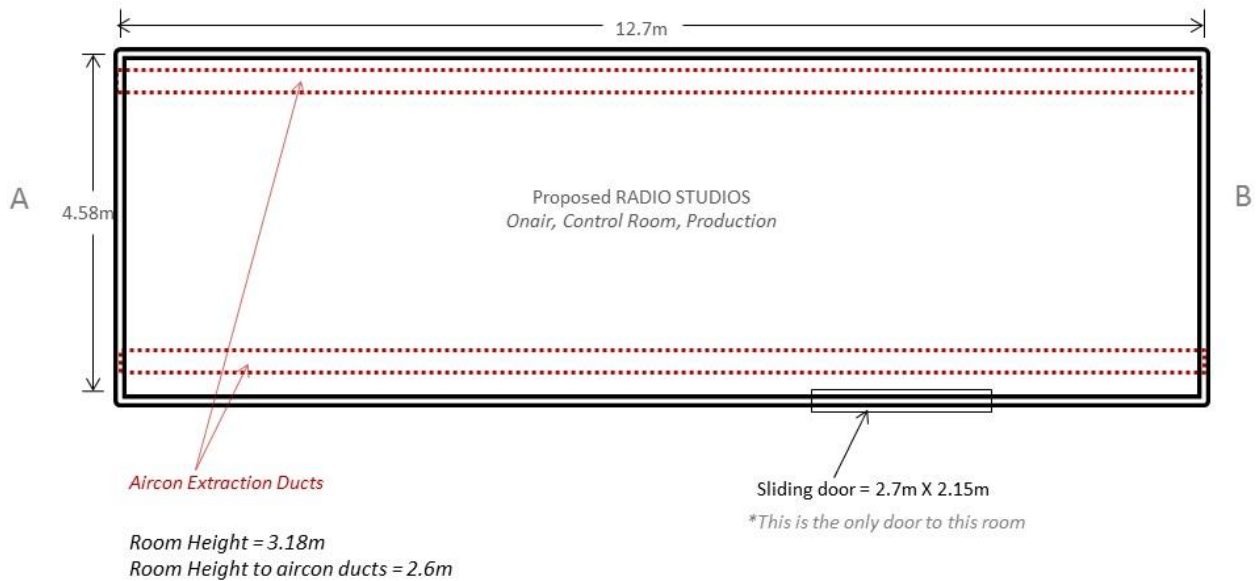 12.7m
A
4.58m
Proposed RADIO STUDIOS
Onair, Control Room, Production
B
Aircon Extraction Ducts
Sliding door = 2.7m X 2.15m
*This is the only door to this room
Room Height = 3.18m
Room Height to aircon ducts = 2.6m